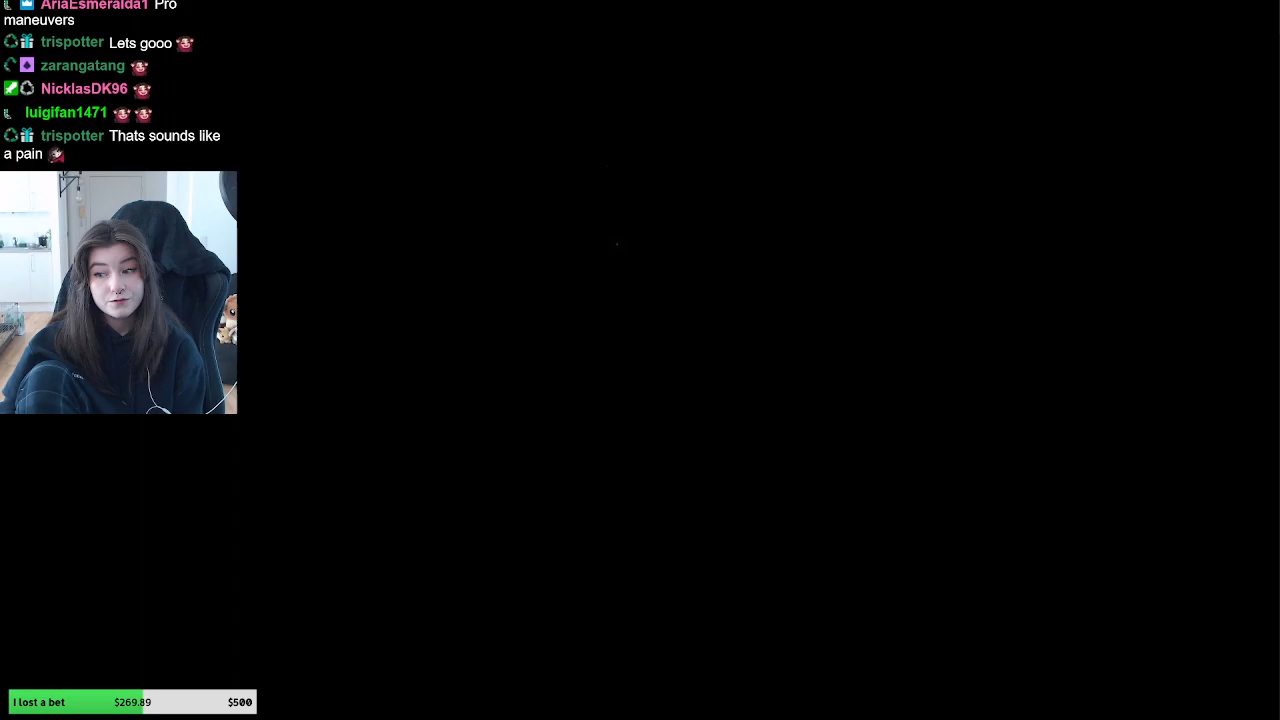 AriaEsmeralda1 Pro
maneuvers
trispotter Lets gooo
zarangatang
NicklasDK96
luigifan1471
trispotter Thats sounds like
a pain
I lost a bet $269.89 $500